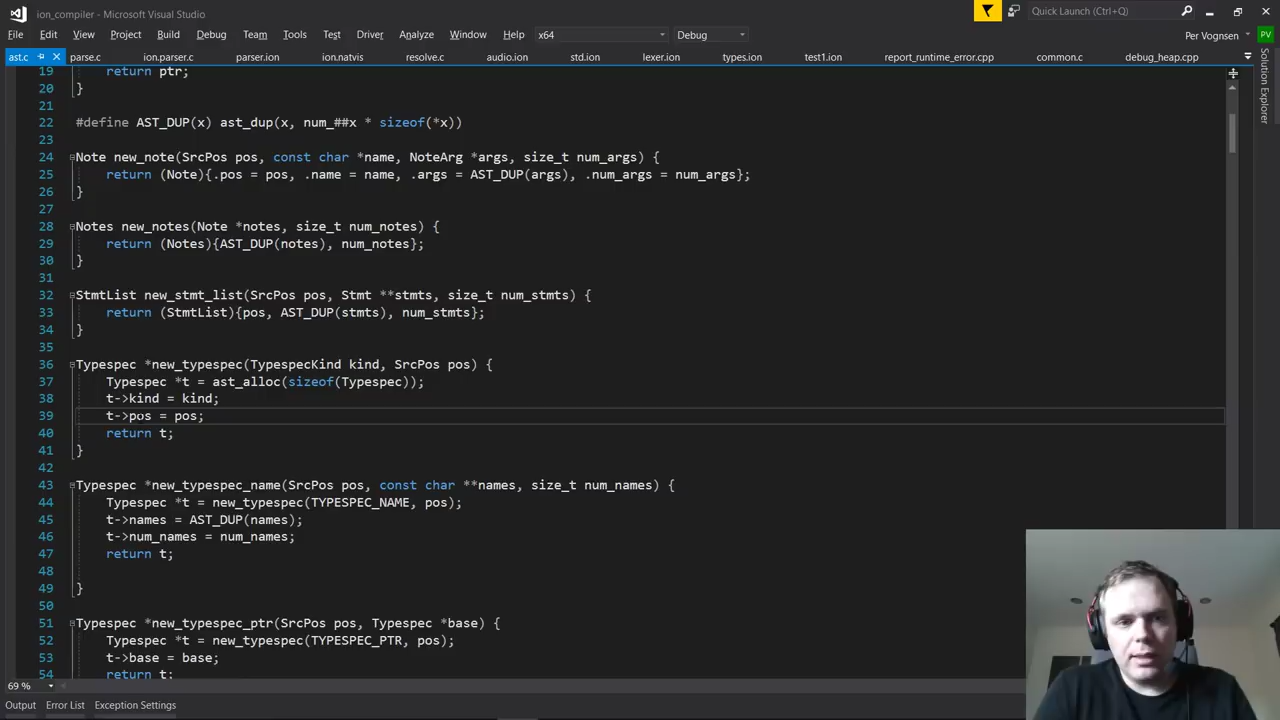 ion_compiler - Microsoft Visual Studio
Quick Launch (Ctrl+Q)
File Edit View Project Build Debug Team Tools Test Driver Analyze Window Help x64 Debug Per Vognsen PV
ast.c parse.c ion.parser.c parser.ion ion.natvis resolve.c audio.ion std.ion lexer.ion types.ion test1.ion report_runtime_error.cpp common.c debug_heap.cpp
Solution Explorer
19 return ptr;
20 }
21
22 #define AST_DUP(x) ast_dup(x, num_##x * sizeof(*x))
23
24 Note new_note(SrcPos pos, const char *name, NoteArg *args, size_t num_args) {
25 return (Note){.pos = pos, .name = name, .args = AST_DUP(args), .num_args = num_args};
26 }
27
28 Notes new_notes(Note *notes, size_t num_notes) {
29 return (Notes){AST_DUP(notes), num_notes};
30 }
31
32 StmtList new_stmt_list(SrcPos pos, Stmt **stmts, size_t num_stmts) {
33 return (StmtList){pos, AST_DUP(stmts), num_stmts};
34 }
35
36 Typespec *new_typespec(TypespecKind kind, SrcPos pos) {
37 Typespec *t = ast_alloc(sizeof(Typespec));
38 t->kind = kind;
39 t->pos = pos;
40 return t;
41 }
42
43 Typespec *new_typespec_name(SrcPos pos, const char **names, size_t num_names) {
44 Typespec *t = new_typespec(TYPESPEC_NAME, pos);
45 t->names = AST_DUP(names);
46 t->num_names = num_names;
47 return t;
48
49 }
50
51 Typespec *new_typespec_ptr(SrcPos pos, Typespec *base) {
52 Typespec *t = new_typespec(TYPESPEC_PTR, pos);
53 t->base = base;
54 return t;
69 %
Output Error List Exception Settings